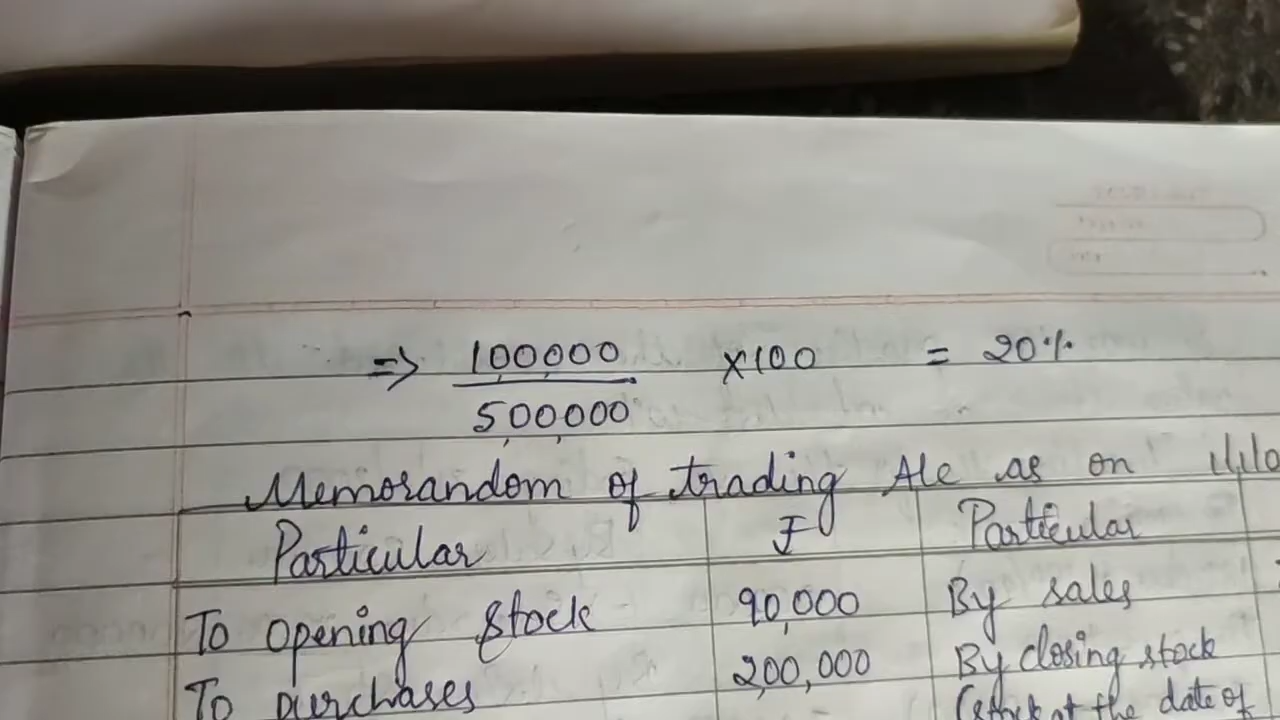 => 100,000 ×100 = 20%
500,000
Memorandom of trading A/c as on
Particular ₹ Particular
To opening stock 90,000 By sales
To purchases 200,000 By closing stock
(stock at the date of